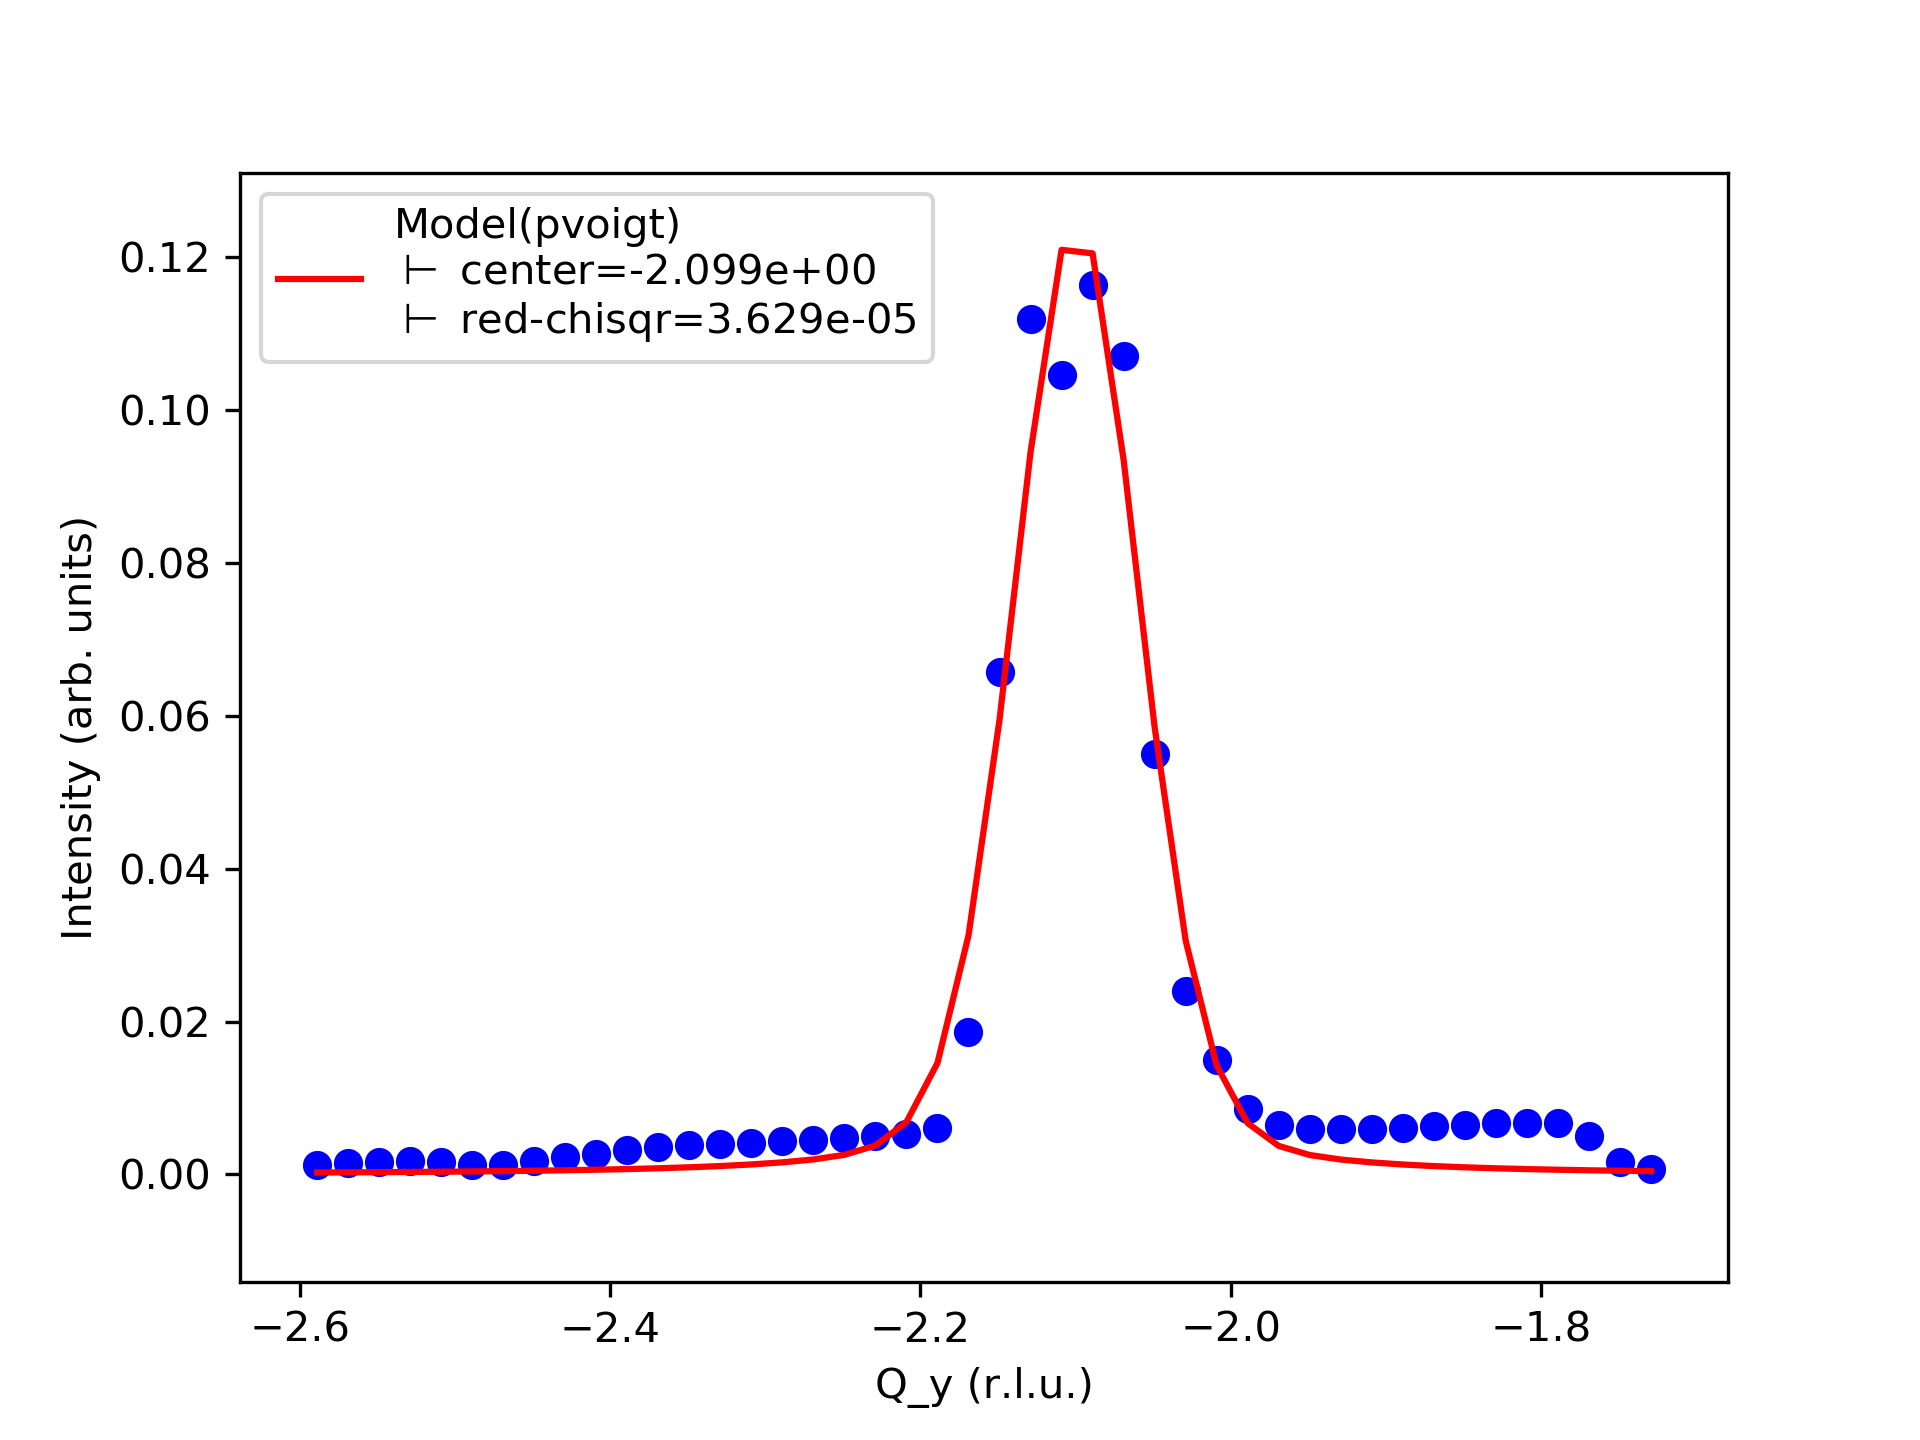 Model(pvoigt)
⊢ center=-2.099e+00
⊢ red-chisqr=3.629e-05
0.12
0.10
0.08
0.06
0.04
0.02
0.00
Intensity (arb. units)
−2.6 −2.4 −2.2 −2.0 −1.8
Q_y (r.l.u.)